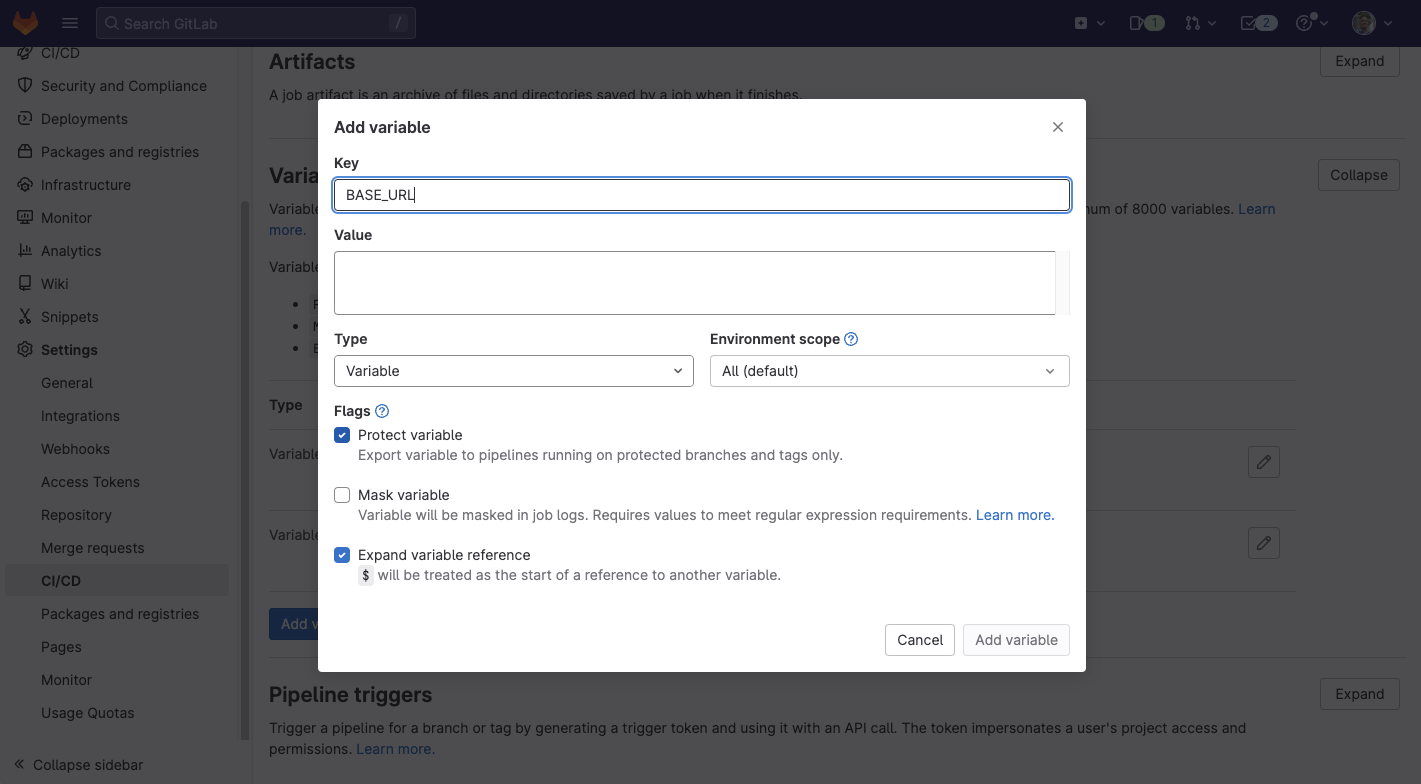 Search GitLab
/
1
2
CI/CD
Security and Compliance
Deployments
Packages and registries
Infrastructure
Monitor
Analytics
Wiki
Snippets
Settings
General
Integrations
Webhooks
Access Tokens
Repository
Merge requests
CI/CD
Packages and registries
Pages
Monitor
Usage Quotas
Collapse sidebar
Artifacts
Expand
A job artifact is an archive of files and directories saved by a job when it finishes.
Collapse
of 8000 variables. Learn
more.
Type
Add variable
Key
BASE_URL
Value
Type
Environment scope
Variable
All (default)
Flags
Protect variable
Export variable to pipelines running on protected branches and tags only.
Mask variable
Variable will be masked in job logs. Requires values to meet regular expression requirements. Learn more.
Expand variable reference
$ will be treated as the start of a reference to another variable.
Cancel
Add variable
Add
Pipeline triggers
Expand
Trigger a pipeline for a branch or tag by generating a trigger token and using it with an API call. The token impersonates a user's project access and
permissions. Learn more.